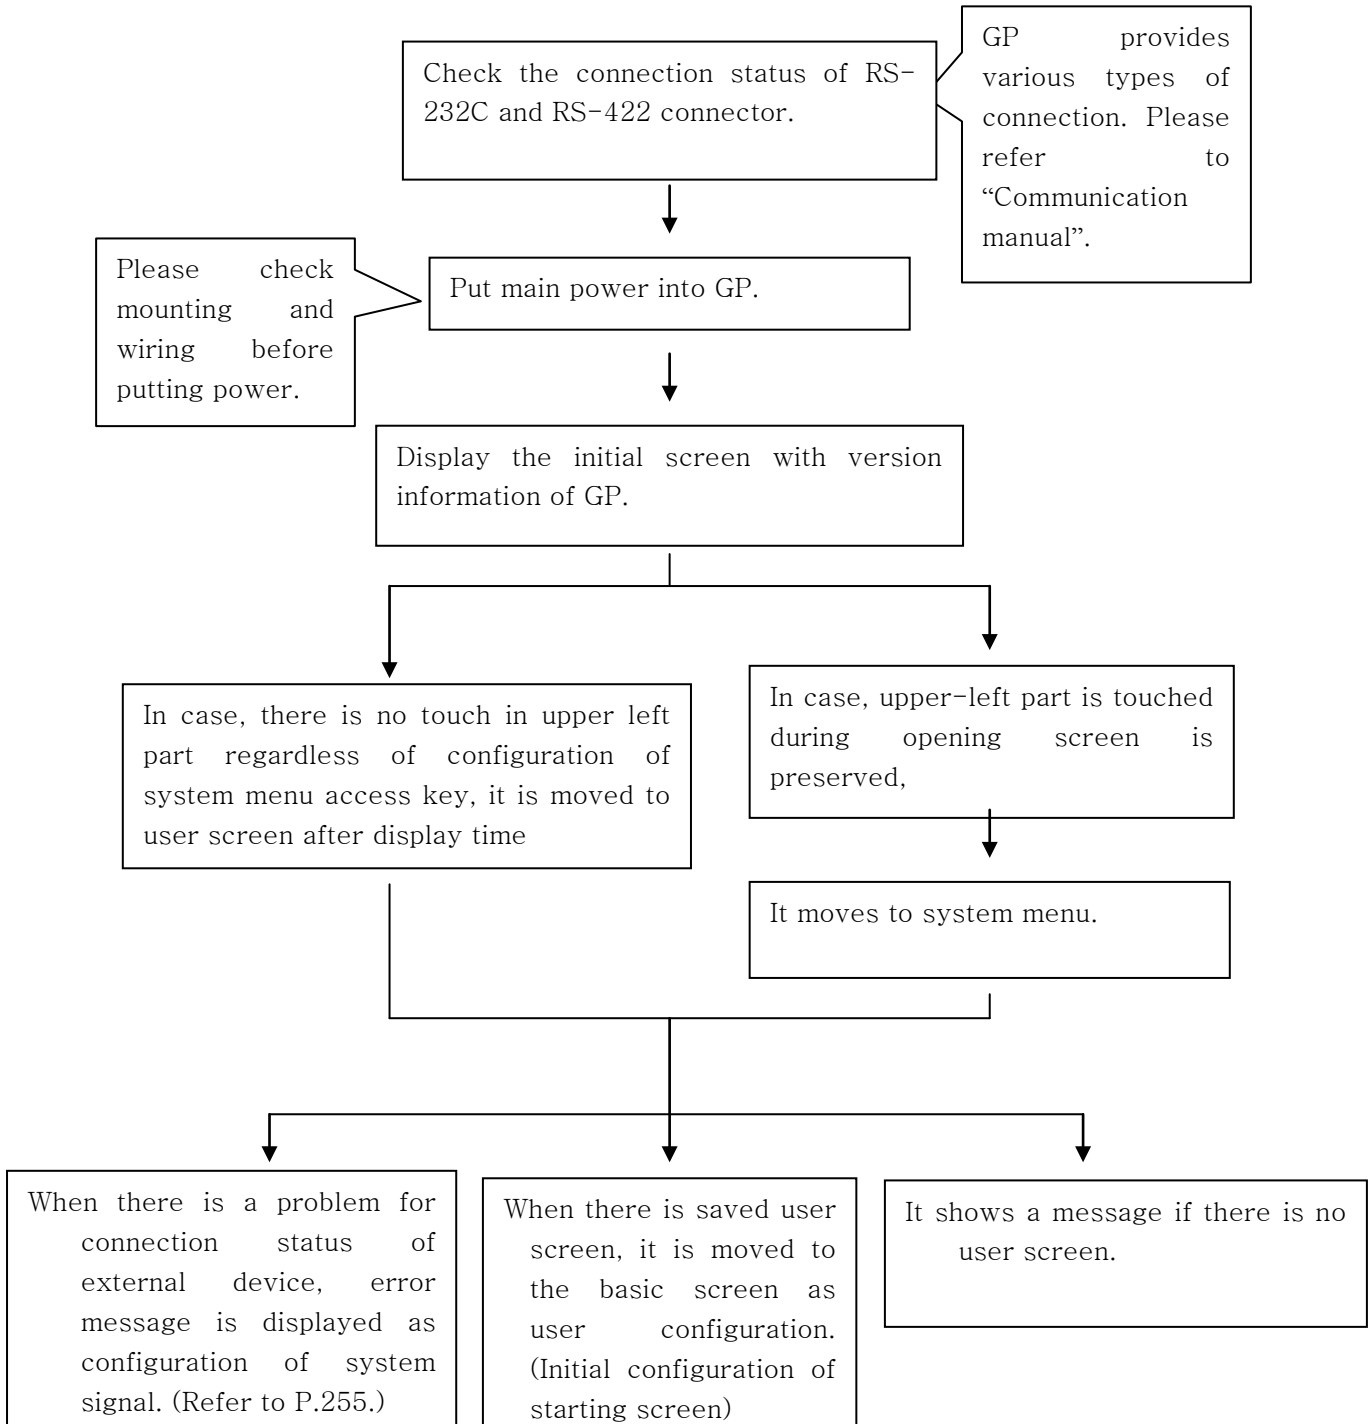 Check the connection status of RS-
232C and RS-422 connector.
GP provides
various types of
connection. Please
refer to
“Communication
manual”.
Please check
mounting and
wiring before
putting power.
Put main power into GP.
Display the initial screen with version
information of GP.
In case, there is no touch in upper left
part regardless of configuration of
system menu access key, it is moved to
user screen after display time
In case, upper-left part is touched
during opening screen is
preserved,
It moves to system menu.
When there is a problem for
connection status of
external device, error
message is displayed as
configuration of system
signal. (Refer to P.255.)
When there is saved user
screen, it is moved to
the basic screen as
user configuration.
(Initial configuration of
starting screen)
It shows a message if there is no
user screen.